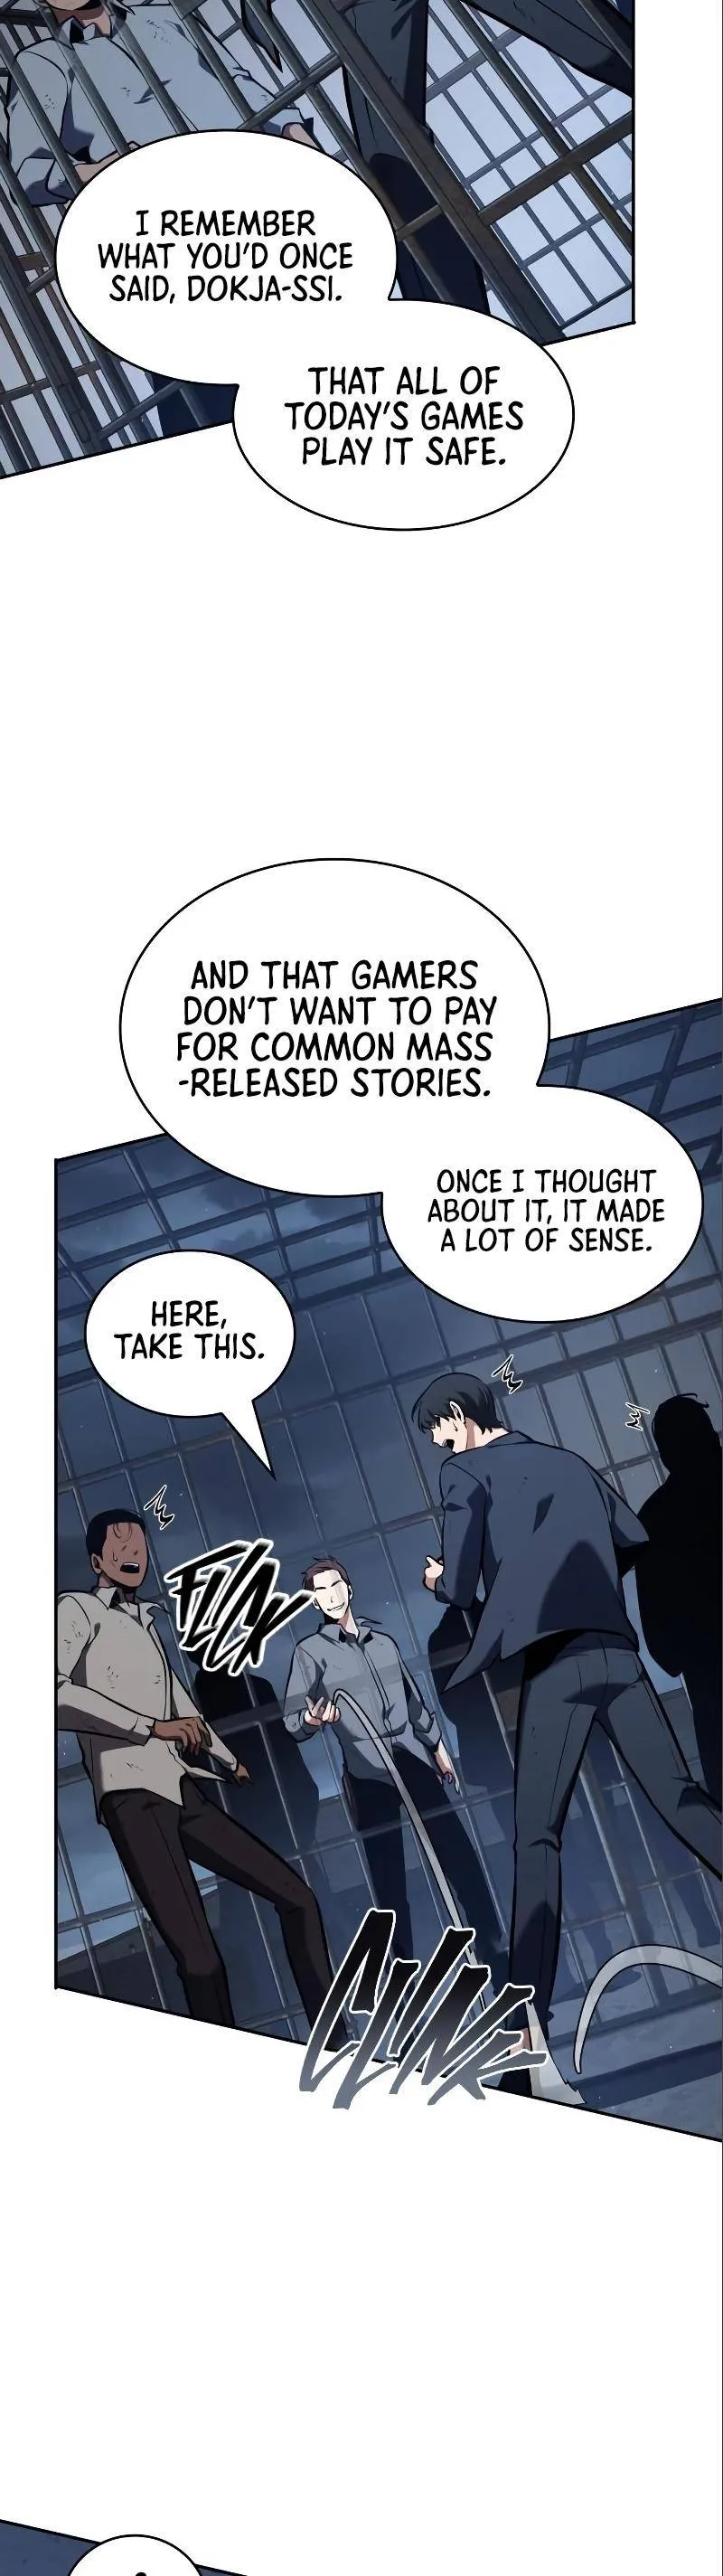 I REMEMBER
WHAT YOU'D ONCE
SAID, DOKJA-SSI.
THAT ALL OF
TODAY'S GAMES
PLAY IT SAFE.
AND THAT GAMERS
DON'T WANT TO PAY
FOR COMMON MASS
-RELEASED STORIES.
ONCE I THOUGHT
ABOUT IT, IT MADE
A LOT OF SENSE.
HERE,
TAKE THIS.
FLICK
CLINK